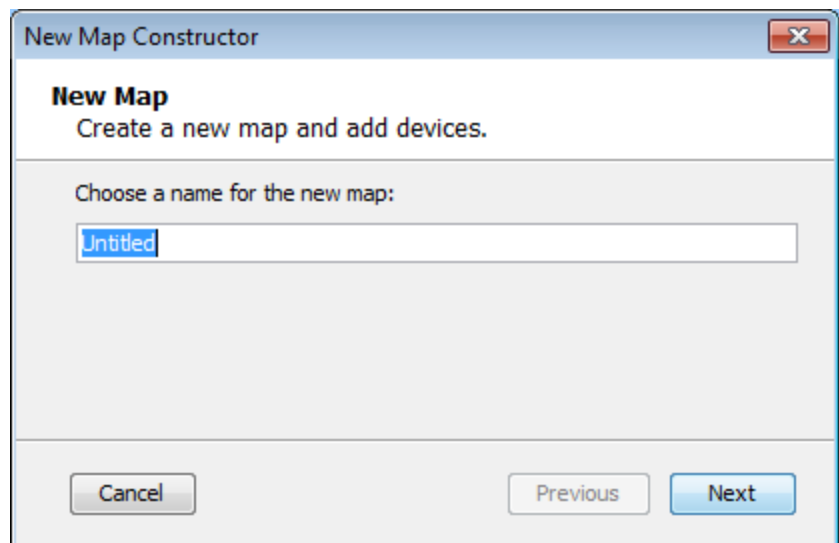 New Map Constructor
New Map
Create a new map and add devices.
Choose a name for the new map:
Untitled
Cancel
Previous
Next